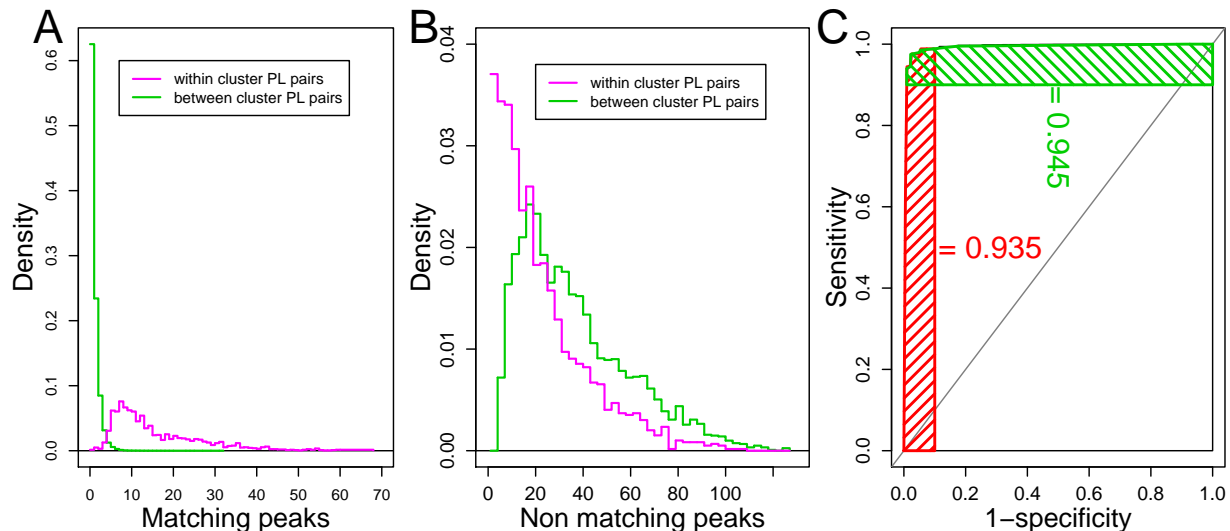 A
0.0 0.1 0.2 0.3 0.4 0.5 0.6
Density
within cluster PL pairs
between cluster PL pairs
0 10 20 30 40 50 60 70
Matching peaks
B
0.00 0.01 0.02 0.03 0.04
Density
within cluster PL pairs
between cluster PL pairs
0 20 40 60 80 100
Non matching peaks
C
0.0 0.2 0.4 0.6 0.8 1.0
Sensitivity
= 0.945
= 0.935
0.0 0.2 0.4 0.6 0.8 1.0
1−specificity